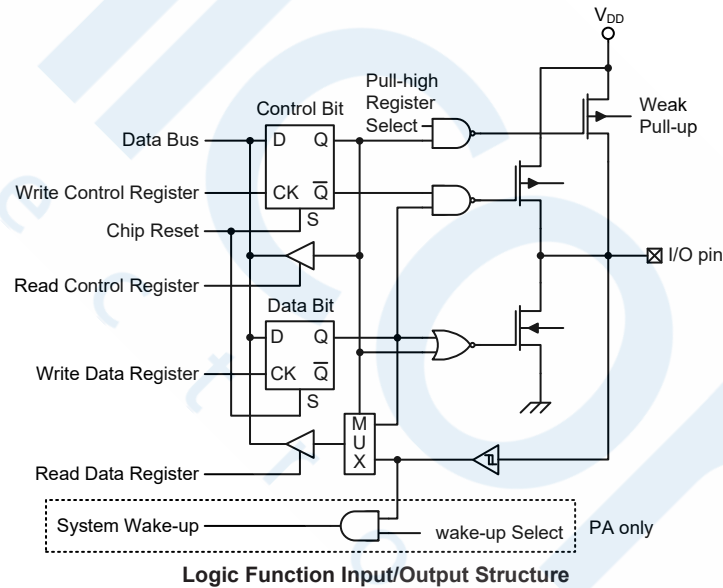 V_DD
Pull-high
Register
Select
Weak
Pull-up
Control Bit
Data Bus
D
Q
Write Control Register
CK
Q̅
S
Chip Reset
I/O pin
Read Control Register
Data Bit
D
Q
Write Data Register
CK
Q̅
S
M
U
X
Read Data Register
System Wake-up
wake-up Select
PA only
Logic Function Input/Output Structure
e
c
t
r
o